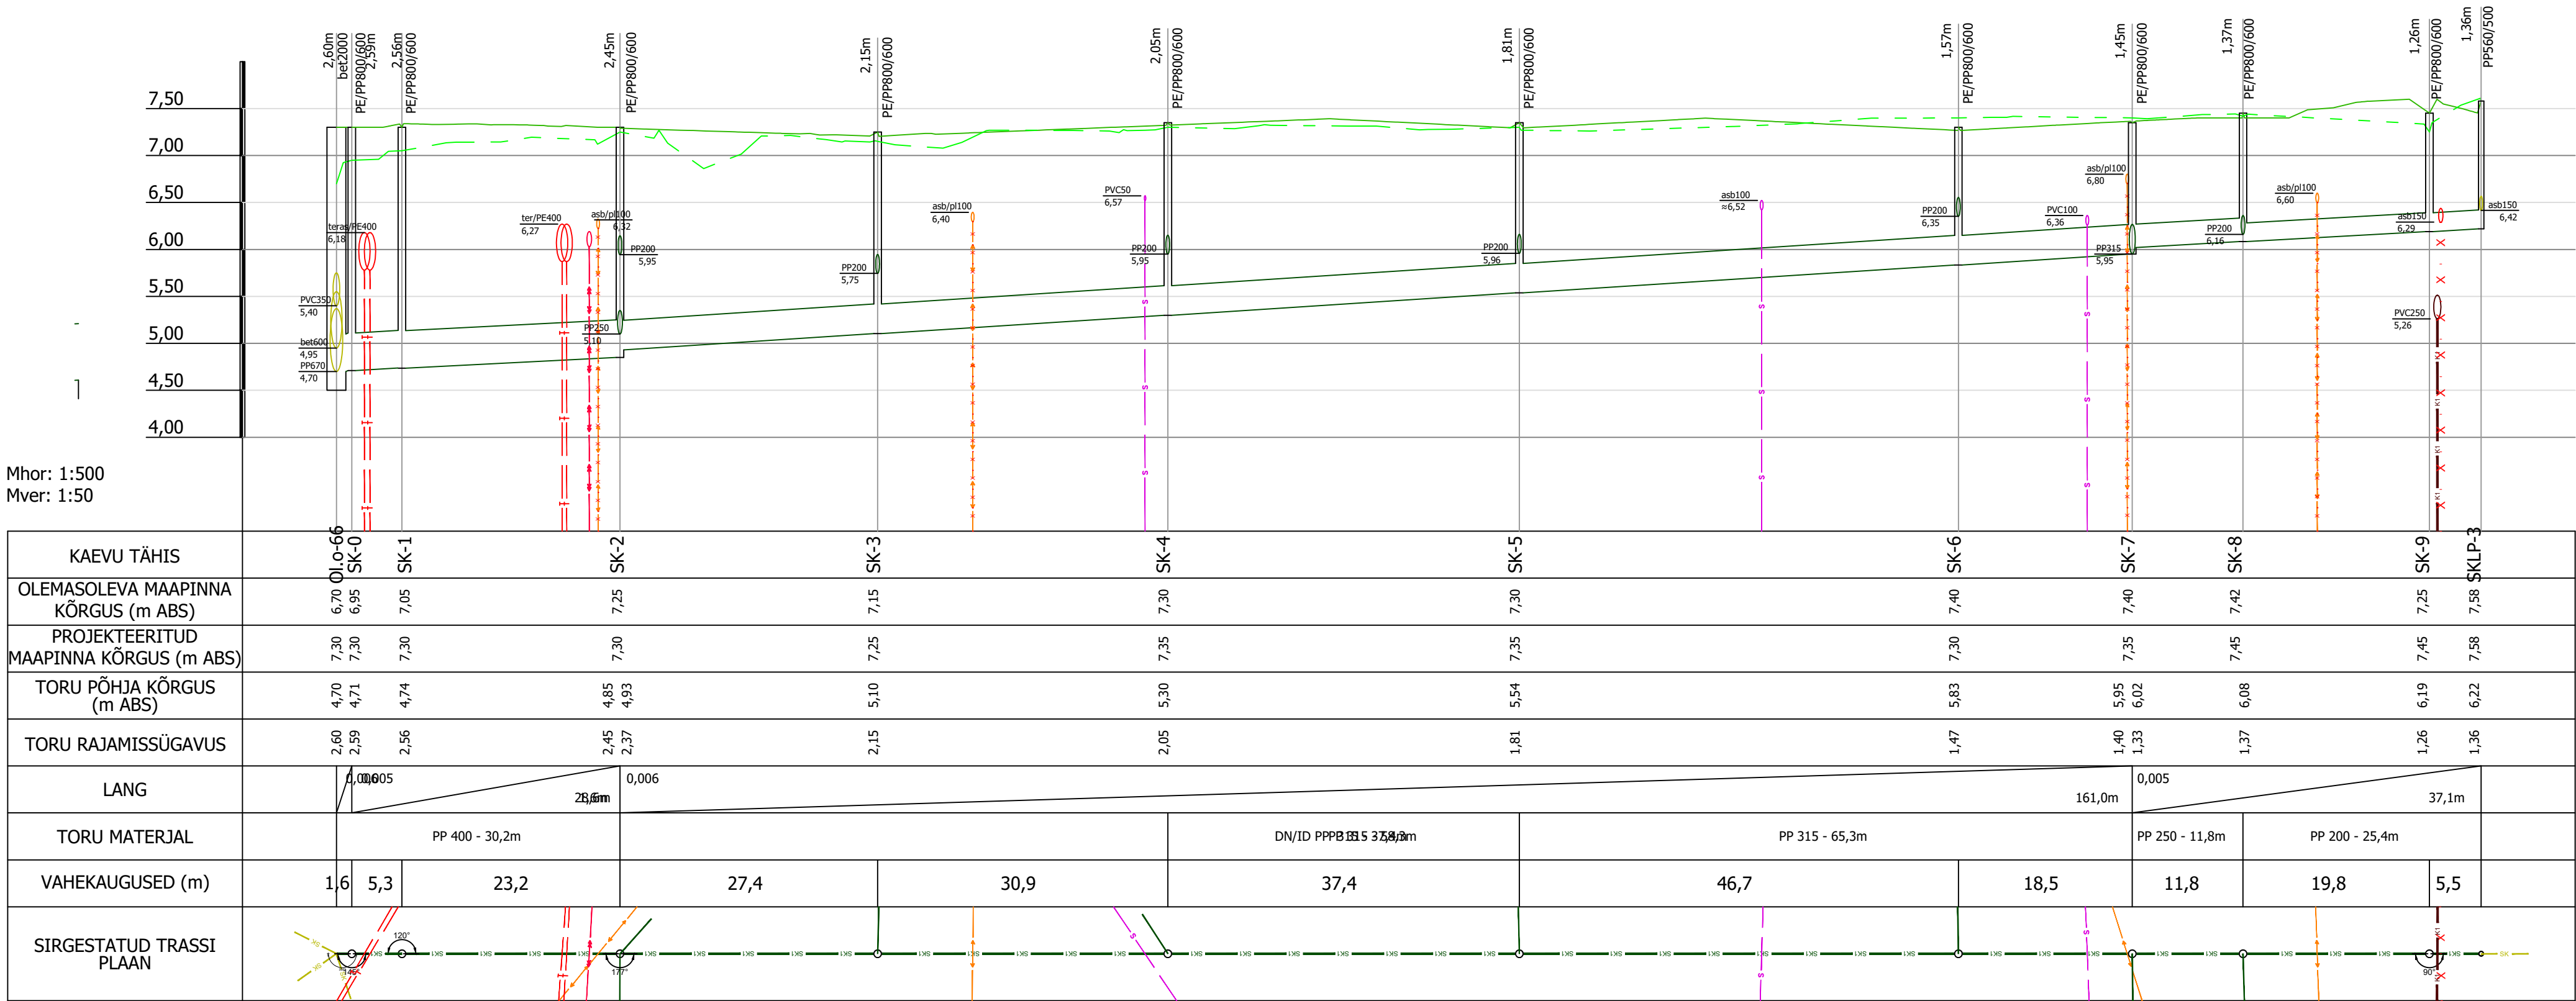 2,60m
bet2000
PE/PP800/600
2,59m
2,56m
PE/PP800/600
2,45m
PE/PP800/600
2,15m
PE/PP800/600
2,05m
PE/PP800/600
1,81m
PE/PP800/600
1,57m
PE/PP800/600
1,45m
PE/PP800/600
1,37m
PE/PP800/600
1,26m
PE/PP800/600
1,36m
PP560/500
7,50
7,00
6,50
6,00
5,50
5,00
4,50
4,00
teras/PE400
6,18
PVC350
5,40
bet600
4,95
PP670
4,70
ter/PE400
6,27
asb/pl100
6,32
PP200
5,95
PP250
5,10
PP200
5,75
asb/pl100
6,40
PVC50
6,57
PP200
5,95
PP200
5,96
asb100
≈6,52
PP200
6,35
PVC100
6,36
asb/pl100
6,80
PP315
5,95
PP200
6,16
asb/pl100
6,60
asb150
6,29
PVC250
5,26
asb150
6,42
Mhor: 1:500
Mver: 1:50
KAEVU TÄHIS
Ol.o-66 SK-0 SK-1 SK-2 SK-3 SK-4 SK-5 SK-6 SK-7 SK-8 SK-9 SKLP-3
OLEMASOLEVA MAAPINNA
KÕRGUS (m ABS)
6,70 6,95 7,05 7,25 7,15 7,30 7,30 7,40 7,40 7,42 7,25 7,58
PROJEKTEERITUD
MAAPINNA KÕRGUS (m ABS)
7,30 7,30 7,30 7,30 7,25 7,35 7,35 7,30 7,35 7,45 7,45 7,58
TORU PÕHJA KÕRGUS
(m ABS)
4,70 4,71 4,74 4,85 4,93 5,10 5,30 5,54 5,83 5,95 6,02 6,08 6,19 6,22
TORU RAJAMISSÜGAVUS
2,60 2,59 2,56 2,45 2,37 2,15 2,05 1,81 1,47 1,40 1,33 1,37 1,26 1,36
LANG
0,006 0,005
0,006
161,0m
0,005
37,1m
TORU MATERJAL
PP 400 - 30,2m
PP 315 - 65,3m
PP 250 - 11,8m
PP 200 - 25,4m
VAHEKAUGUSED (m)
1,6 5,3 23,2 27,4 30,9 37,4 46,7 18,5 11,8 19,8 5,5
SIRGESTATUD TRASSI
PLAAN
120°
177°
90°